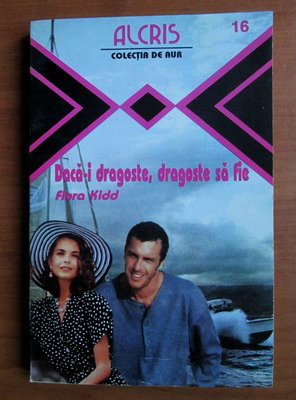 ALCRIS
16
COLECȚIA DE AUR
Dacă-i dragoste, dragoste să fie
Flora Kidd